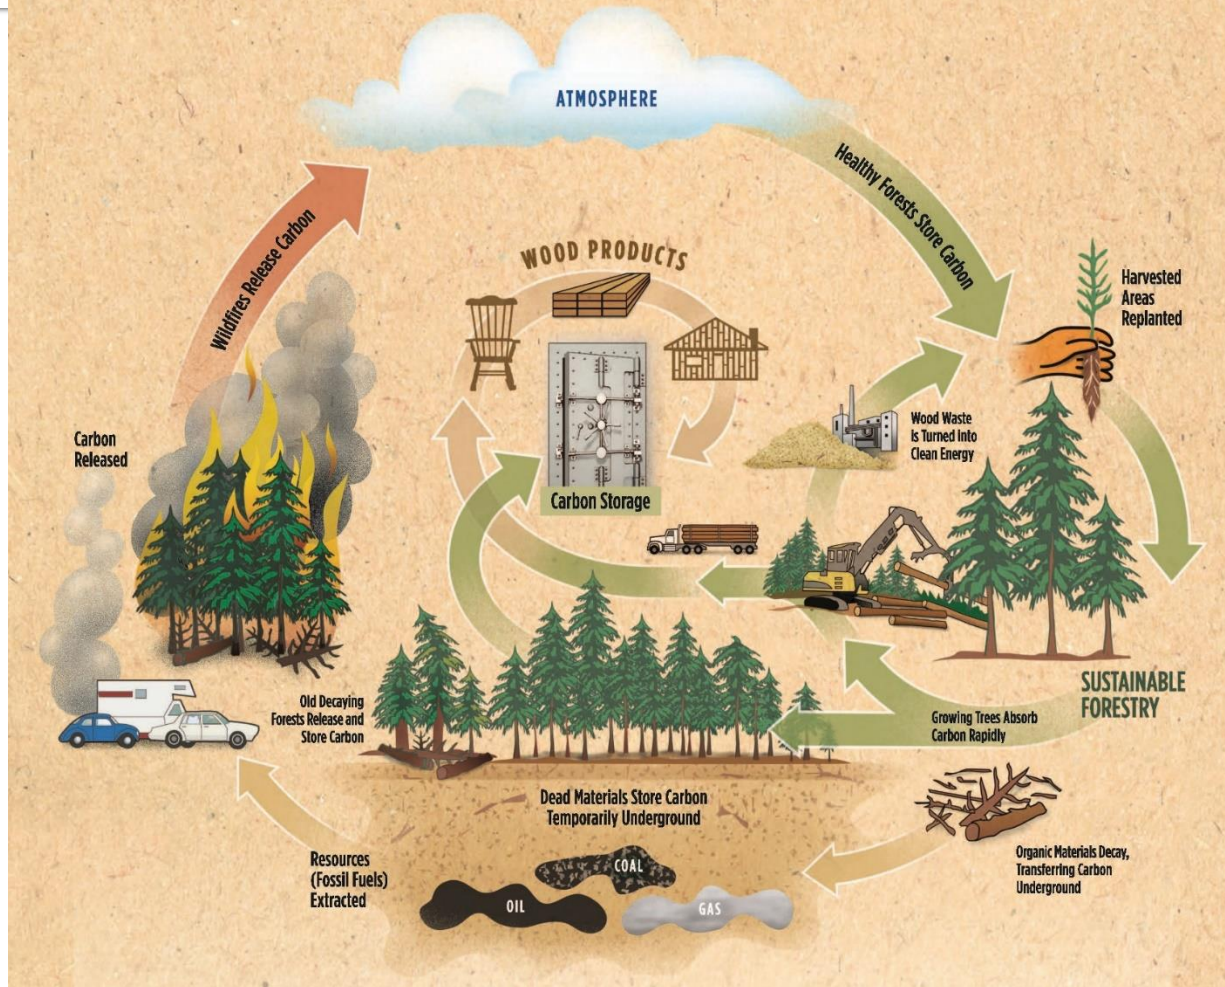 ATMOSPHERE
Healthy Forests Store Carbon
Wildfires Release Carbon
WOOD PRODUCTS
Harvested
Areas
Replanted
Carbon
Released
Wood Waste
Is Turned Into
Clean Energy
Carbon Storage
Old Decaying
Forests Release and
Store Carbon
SUSTAINABLE
FORESTRY
Growing Trees Absorb
Carbon Rapidly
Dead Materials Store Carbon
Temporarily Underground
Resources
(Fossil Fuels)
Extracted
COAL
OIL
GAS
Organic Materials Decay,
Transferring Carbon
Underground